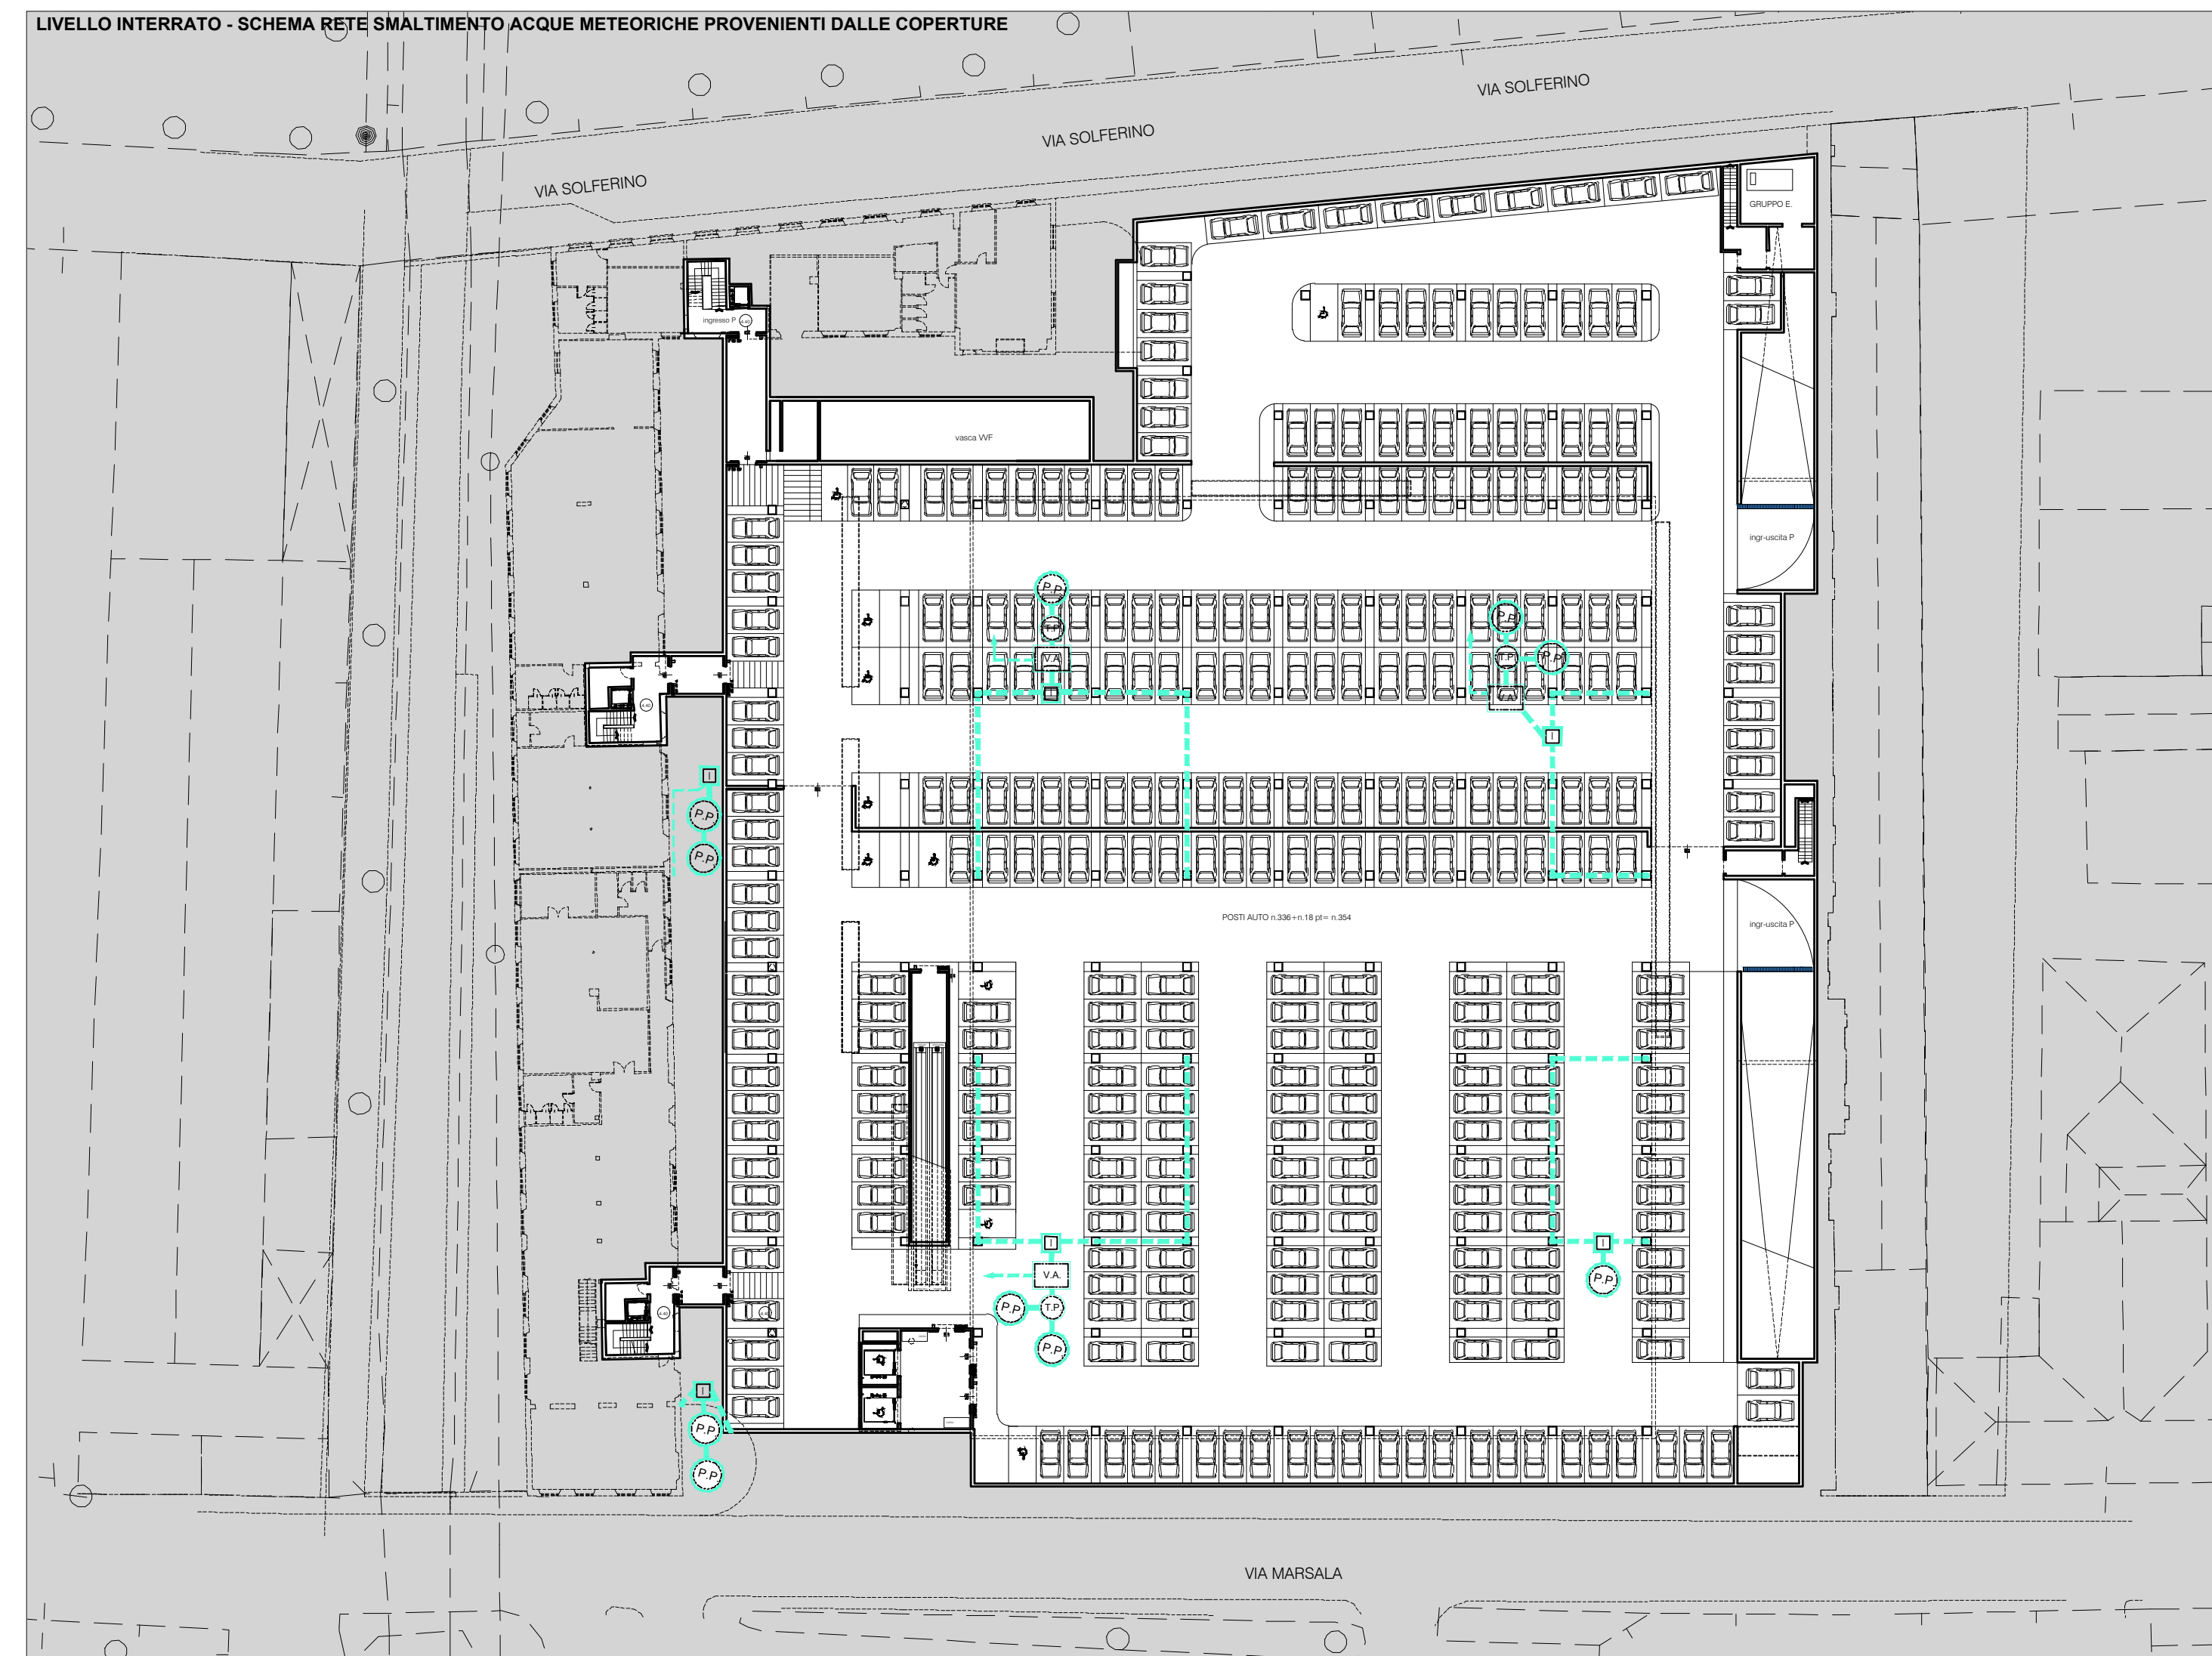 LIVELLO INTERRATO - SCHEMA RETE SMALTIMENTO ACQUE METEORICHE PROVENIENTI DALLE COPERTURE
VIA SOLFERINO
VIA SOLFERINO
VIA SOLFERINO
GRUPPO E.
ingresso P
vasca VVF
ingr-uscita P
P.P
P.P
T.P.
T.P.
P.P
V.A.
V.A.
I
I
P.P
P.P
POSTI AUTO n.336+n.18 pt= n.354
ingr-uscita P
I
I
V.A.
P.P
P.P
T.P.
P.P
I
P.P
P.P
VIA MARSALA